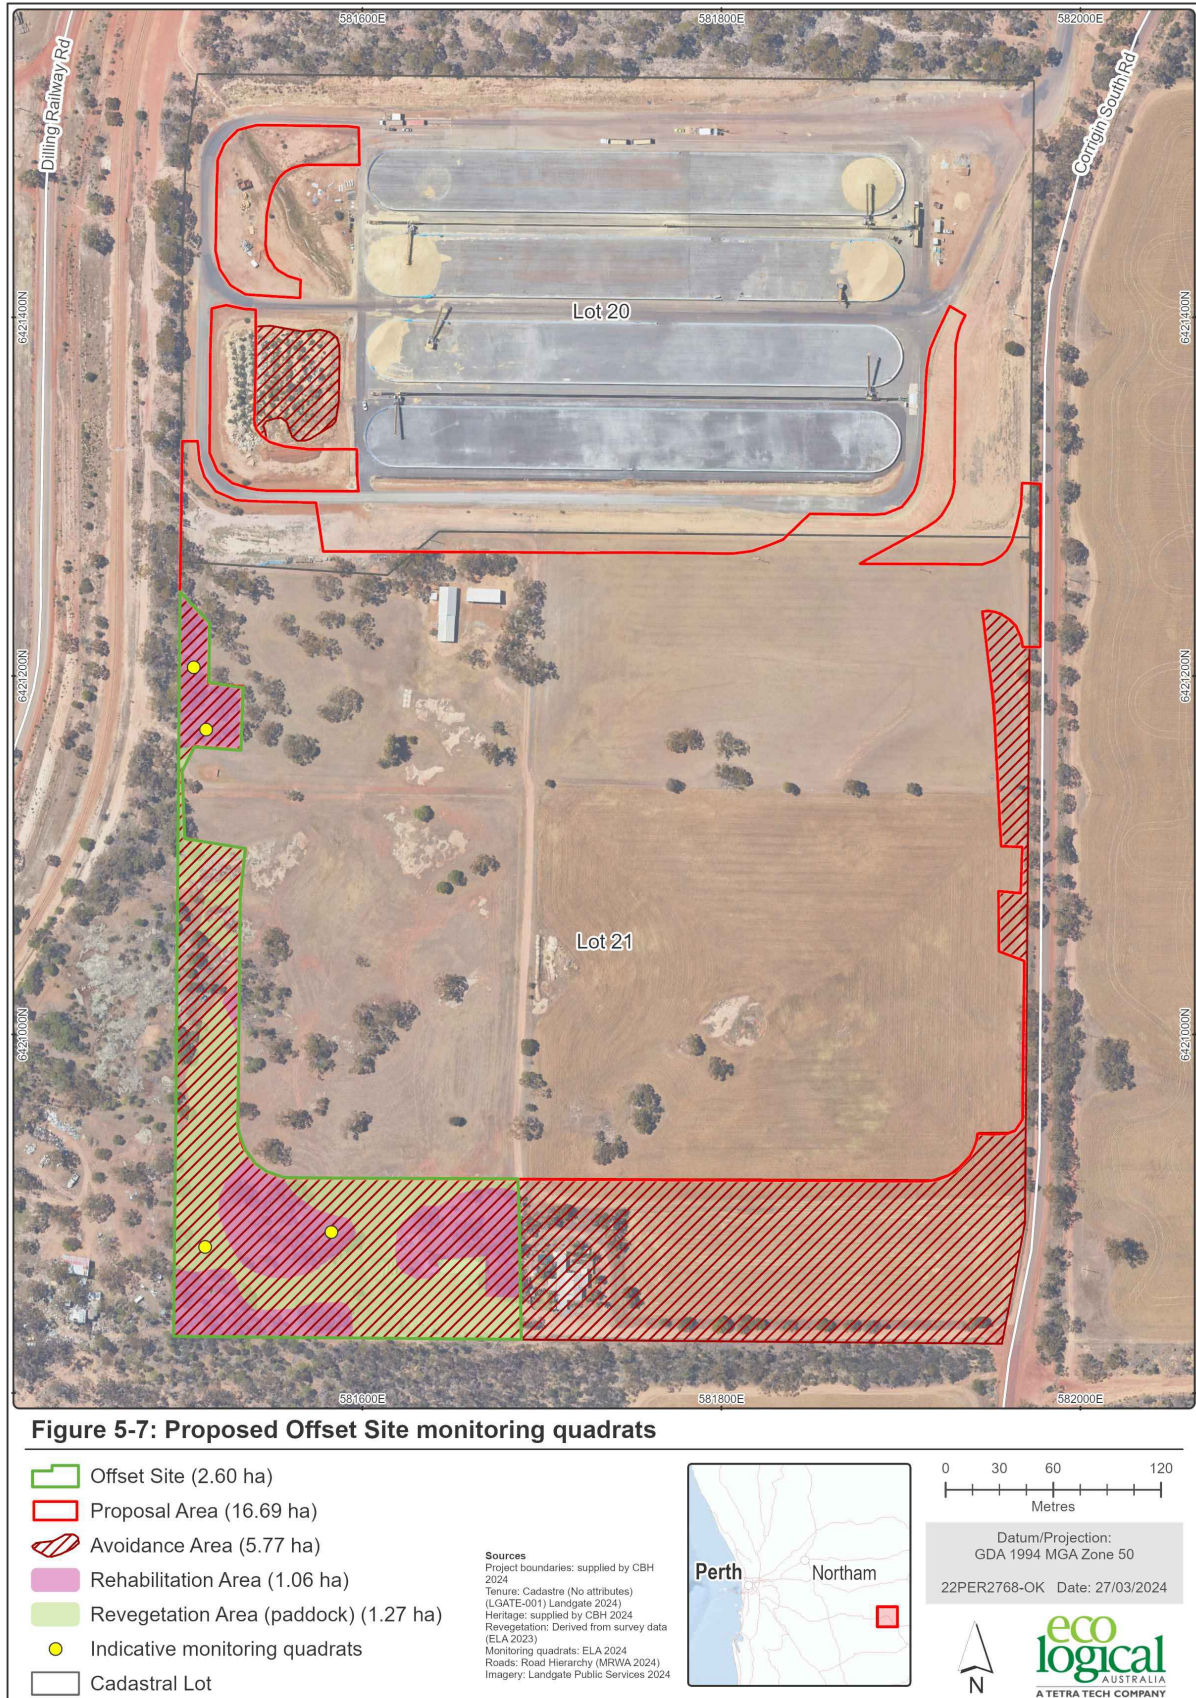 581600E
581800E
582000E
Dilling Railway Rd
Corrigin South Rd
6421400N
6421400N
Lot 20
6421200N
6421200N
Lot 21
6421000N
6421000N
581600E
581800E
582000E
Figure 5-7: Proposed Offset Site monitoring quadrats
Offset Site (2.60 ha)
Proposal Area (16.69 ha)
Avoidance Area (5.77 ha)
Rehabilitation Area (1.06 ha)
Revegetation Area (paddock) (1.27 ha)
Indicative monitoring quadrats
Cadastral Lot
Sources
Project boundaries: supplied by CBH
2024
Tenure: Cadastre (No attributes)
(LGATE-001) Landgate 2024)
Heritage: supplied by CBH 2024
Revegetation: Derived from survey data
(ELA 2023)
Monitoring quadrats: ELA 2024
Roads: Road Hierarchy (MRWA 2024)
Imagery: Landgate Public Services 2024
Perth
Northam
0 30 60 120
Metres
Datum/Projection:
GDA 1994 MGA Zone 50
22PER2768-OK Date: 27/03/2024
N
eco
logical
AUSTRALIA
A TETRA TECH COMPANY